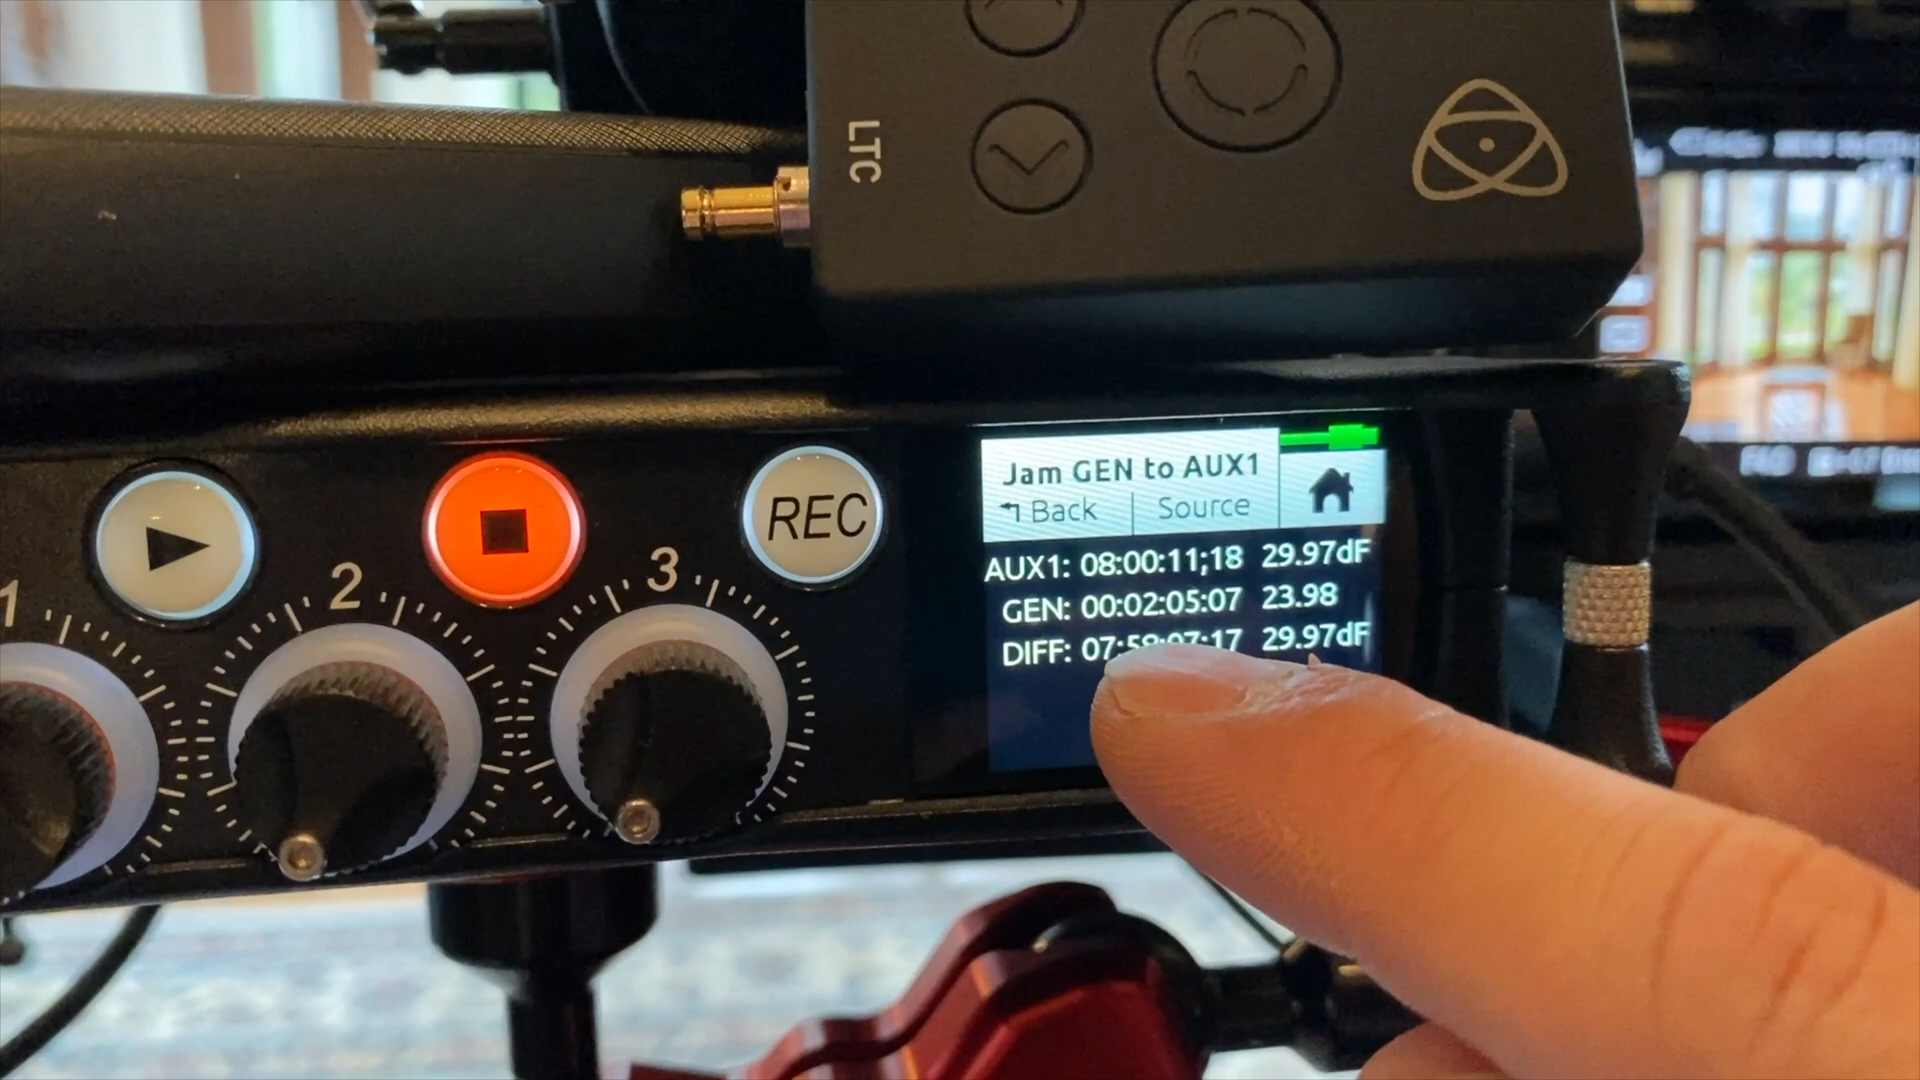 LTC
REC
1
2
3
Jam GEN to AUX1
Back
Source
AUX1: 08:00:11;18 29.97dF
GEN: 00:02:05:07 23.98
DIFF: 29.97dF